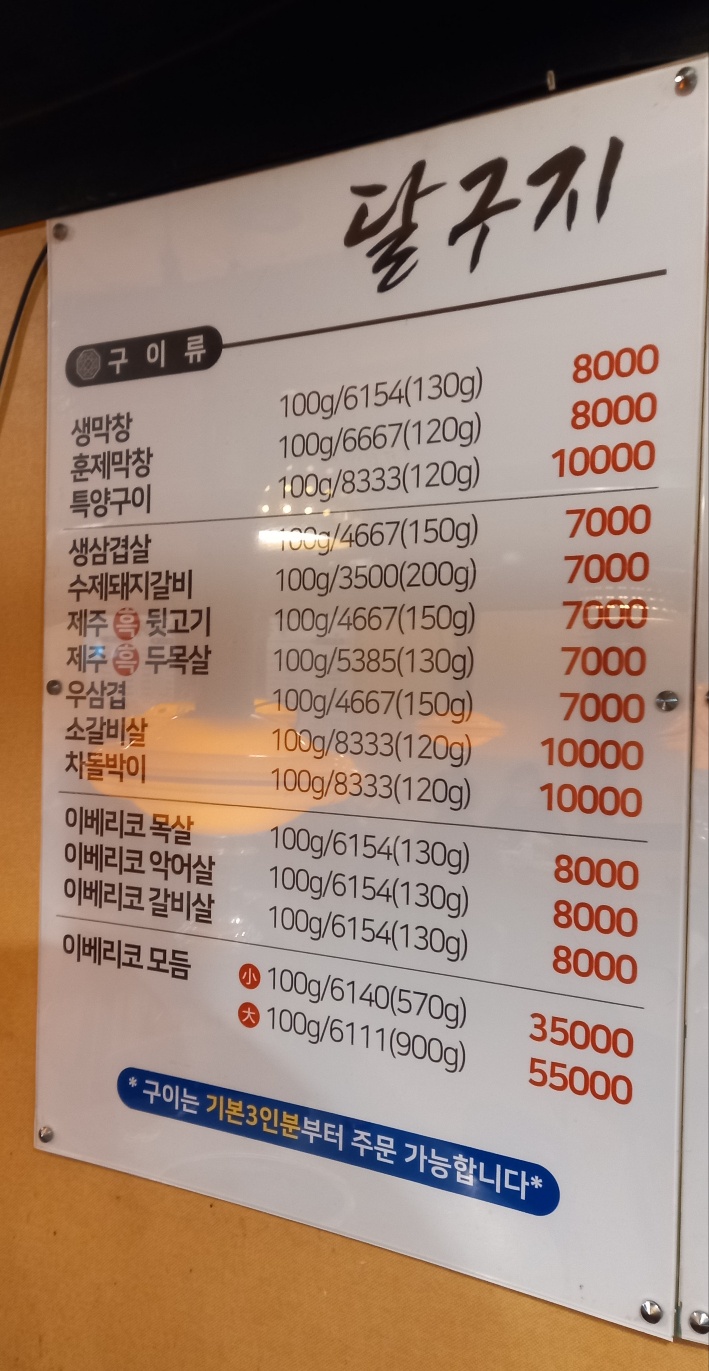 달구지
구 이 류
생막창 100g/6154(130g) 8000
훈제막창 100g/6667(120g) 8000
특양구이 100g/8333(120g) 10000
생삼겹살 100g/4667(150g) 7000
수제돼지갈비 100g/3500(200g) 7000
제주 흑 뒷고기 100g/4667(150g) 7000
제주 흑 두목살 100g/5385(130g) 7000
우삼겹 100g/4667(150g) 7000
소갈비살 100g/8333(120g) 10000
차돌박이 100g/8333(120g) 10000
이베리코 목살 100g/6154(130g) 8000
이베리코 악어살 100g/6154(130g) 8000
이베리코 갈비살 100g/6154(130g) 8000
이베리코 모듬 小 100g/6140(570g) 35000
大 100g/6111(900g) 55000
* 구이는 기본3인분부터 주문 가능합니다*